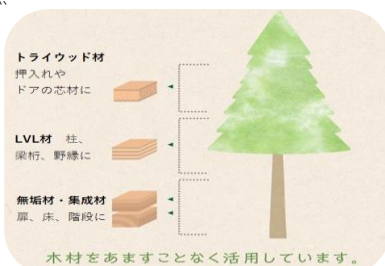 トライウッド材
押入れや
ドアの芯材に
LVL材　柱、
梁桁、野縁に
無垢材・集成材
扉、床、階段に
木材をあますことなく活用しています。